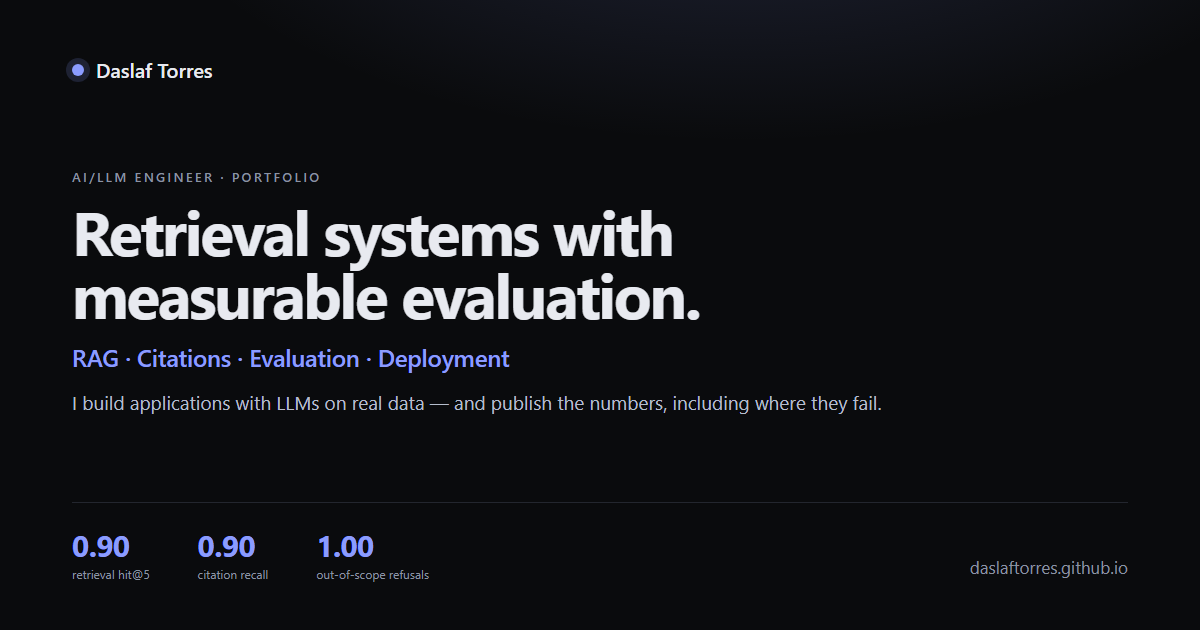 Daslaf Torres
AI/LLM ENGINEER · PORTFOLIO
Retrieval systems with
measurable evaluation.
RAG · Citations · Evaluation · Deployment
I build applications with LLMs on real data — and publish the numbers, including where they fail.
0.90 0.90 1.00
retrieval hit@5 citation recall out-of-scope refusals
daslaftorres.github.io